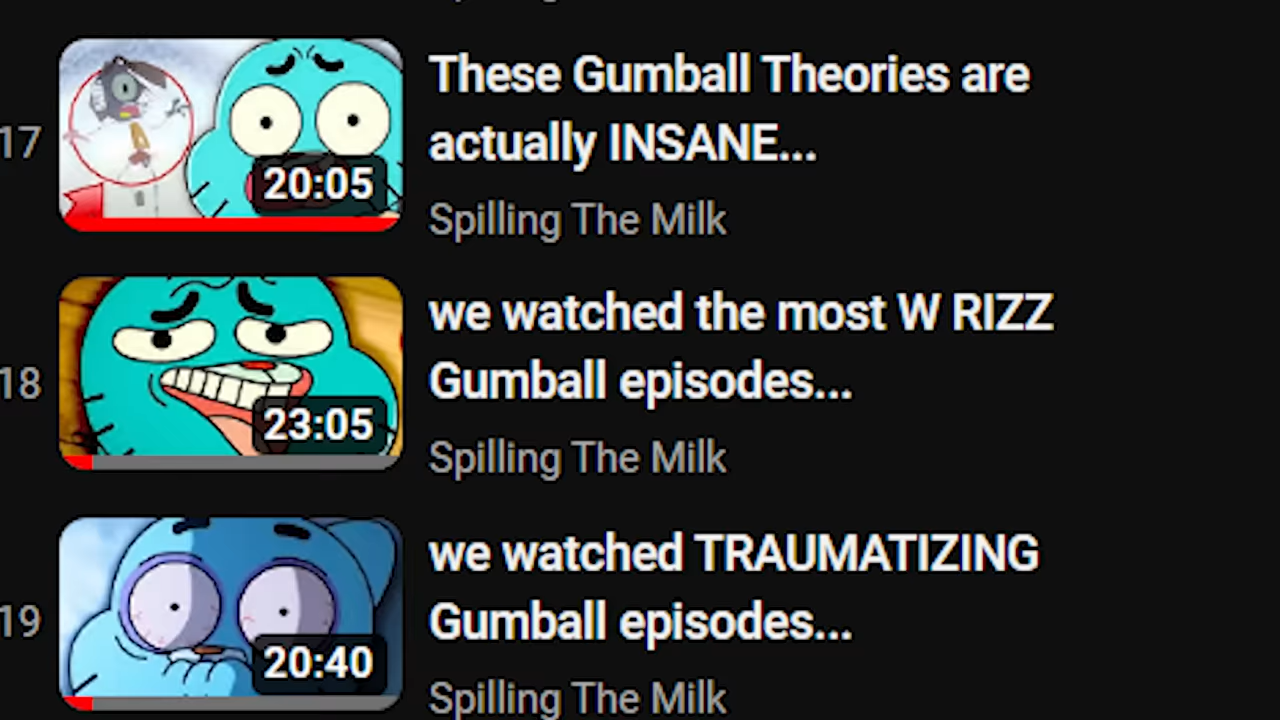 17
20:05
These Gumball Theories are
actually INSANE...
Spilling The Milk
18
23:05
we watched the most W RIZZ
Gumball episodes...
Spilling The Milk
19
20:40
we watched TRAUMATIZING
Gumball episodes...
Spilling The Milk